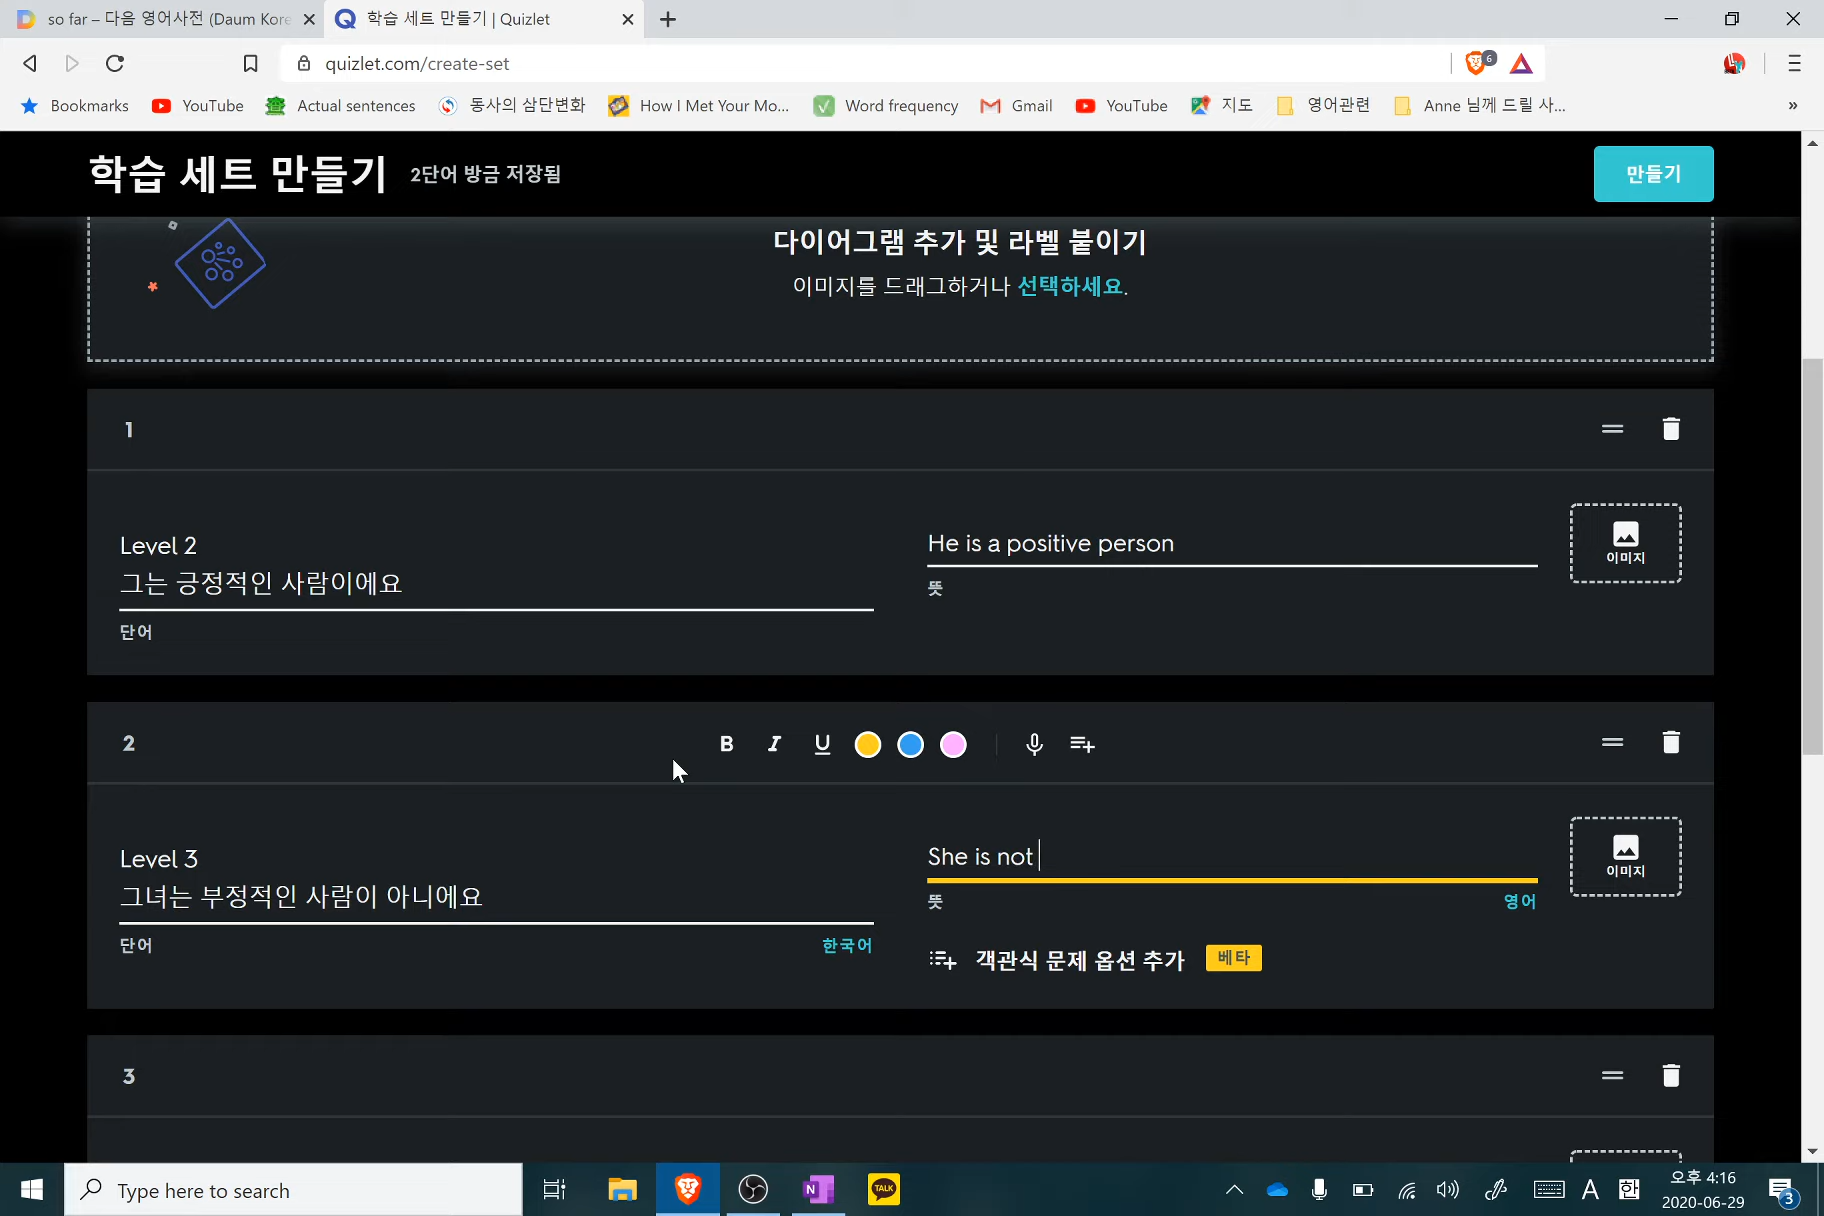 so far – 다음 영어사전 (Daum Kore
학습 세트 만들기 | Quizlet
quizlet.com/create-set
6
Bookmarks
YouTube
Actual sentences
동사의 삼단변화
How I Met Your Mo...
Word frequency
Gmail
YouTube
지도
영어관련
Anne 님께 드릴 사...
»
학습 세트 만들기
2단어 방금 저장됨
만들기
다이어그램 추가 및 라벨 붙이기
이미지를 드래그하거나 선택하세요.
1
Level 2
그는 긍정적인 사람이에요
단어
He is a positive person
뜻
이미지
2
B I U
Level 3
그녀는 부정적인 사람이 아니에요
단어
한국어
She is not
뜻
영어
객관식 문제 옵션 추가
베타
이미지
3
Type here to search
N
TALK
A
한
오후 4:16
2020-06-29
3